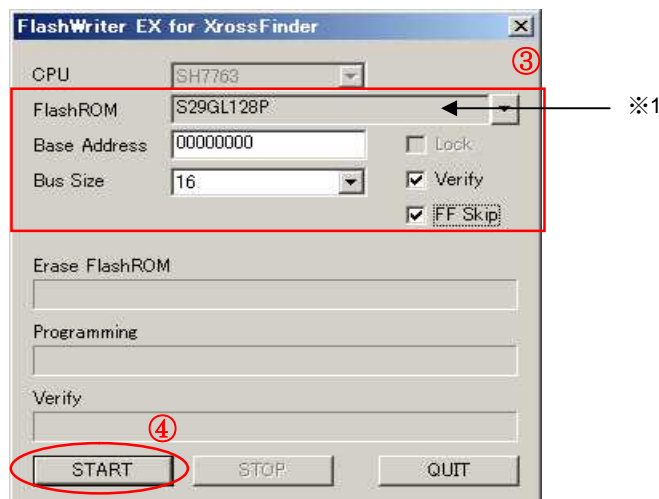 FlashWriter EX for XrossFinder
③
CPU SH7763
FlashROM S29GL128P ※1
Base Address 00000000 Lock
Bus Size 16 Verify
FF Skip
Erase FlashROM
Programming
Verify
④
START STOP QUIT